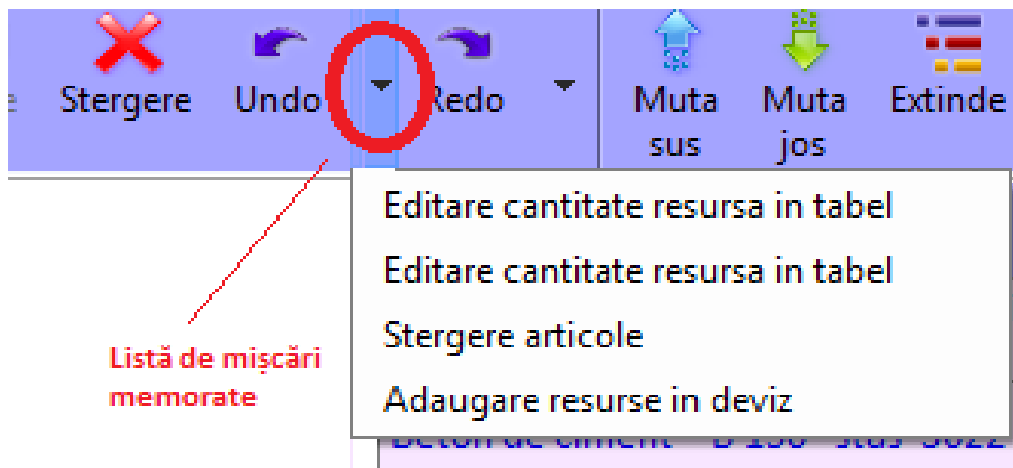 Stergere Undo Redo Muta sus Muta jos Extinde
Editare cantitate resursa in tabel
Editare cantitate resursa in tabel
Stergere articole
Adaugare resurse in deviz
Listă de mișcări
memorate